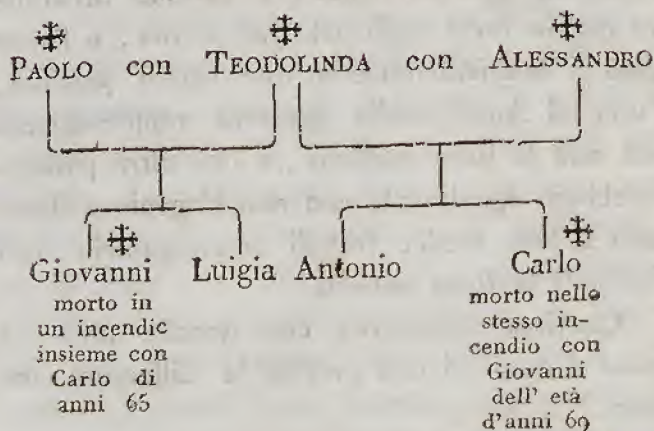 PAOLO con TEODOLINDA con ALESSANDRO
Giovanni Luigia Antonio Carlo
morto in
un incendic
insieme con
Carlo di
anni 65
morto nello
stesso in-
cendio con
Giovanni
dell' età
d'anni 69